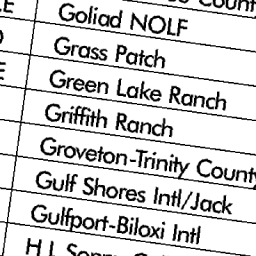 Goliad NOLF
Grass Patch
Green Lake Ranch
Griffith Ranch
Groveton-Trinity County
Gulf Shores Intl/Jack
Gulfport-Biloxi Intl
H L